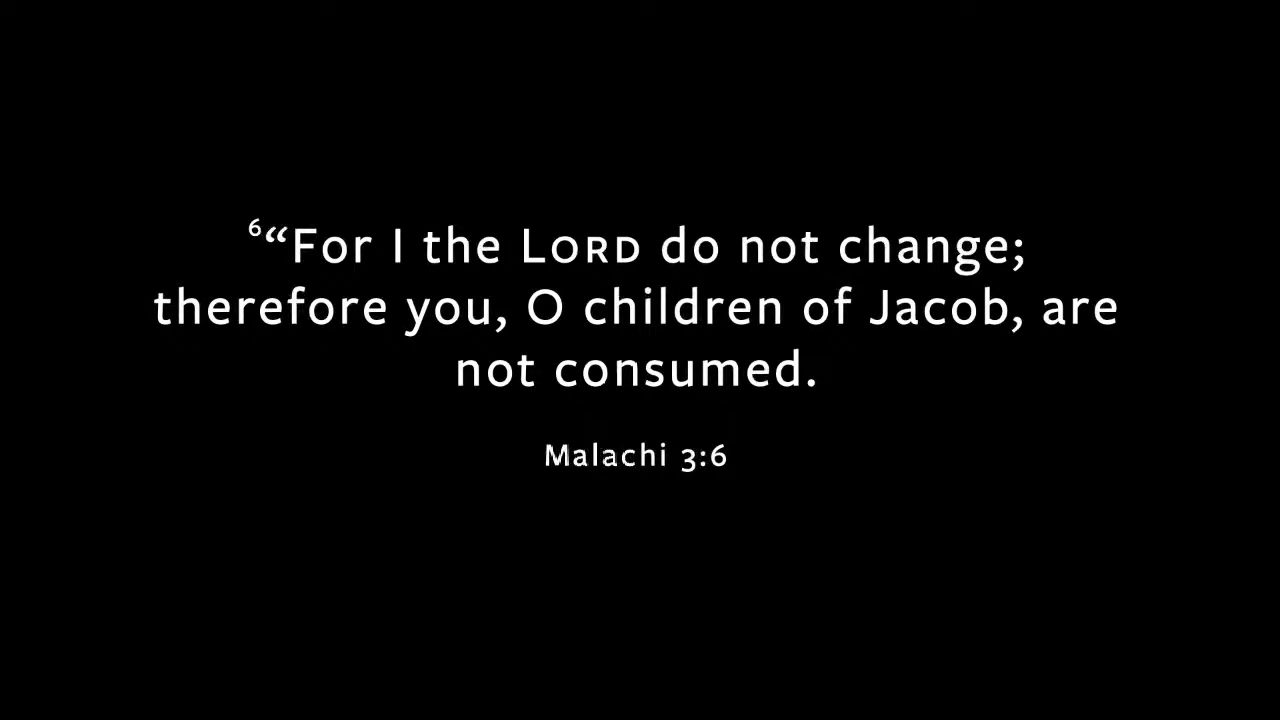 ⁶“For I the LORD do not change;
therefore you, O children of Jacob, are
not consumed.
Malachi 3:6